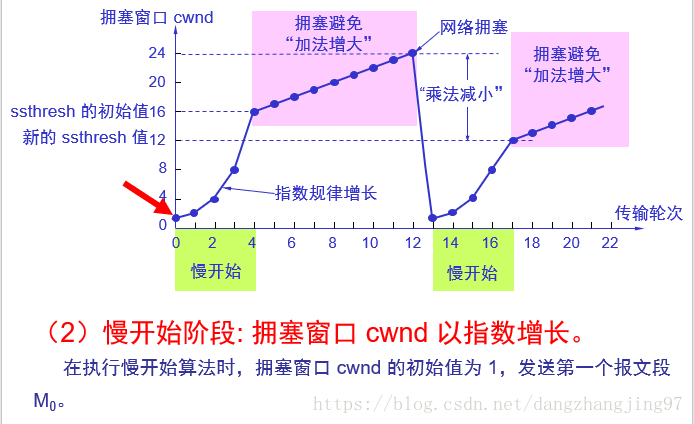 拥塞窗口 cwnd
拥塞避免
“加法增大”
网络拥塞
拥塞避免
“加法增大”
24
20
“乘法减小”
ssthresh 的初始值16
新的 ssthresh 值12
8
指数规律增长
4
传输轮次
0
0 2 4 6 8 10 12 14 16 18 20 22
慢开始
慢开始
（2）慢开始阶段: 拥塞窗口 cwnd 以指数增长。
在执行慢开始算法时，拥塞窗口 cwnd 的初始值为 1，发送第一个报文段
M₀。
https://blog.csdn.net/dangzhangjing97